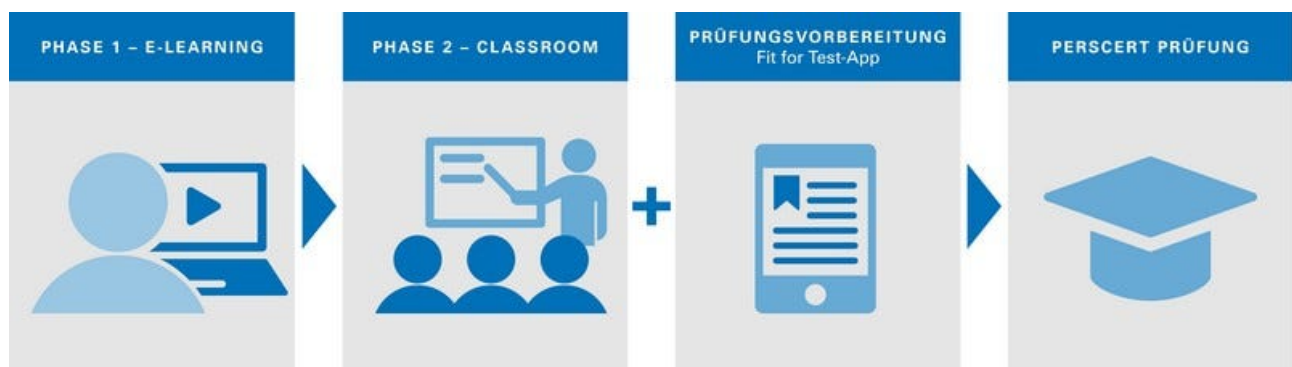 PHASE 1 – E-LEARNING
PHASE 2 – CLASSROOM
PRÜFUNGSVORBEREITUNG
Fit for Test-App
PERSCERT PRÜFUNG